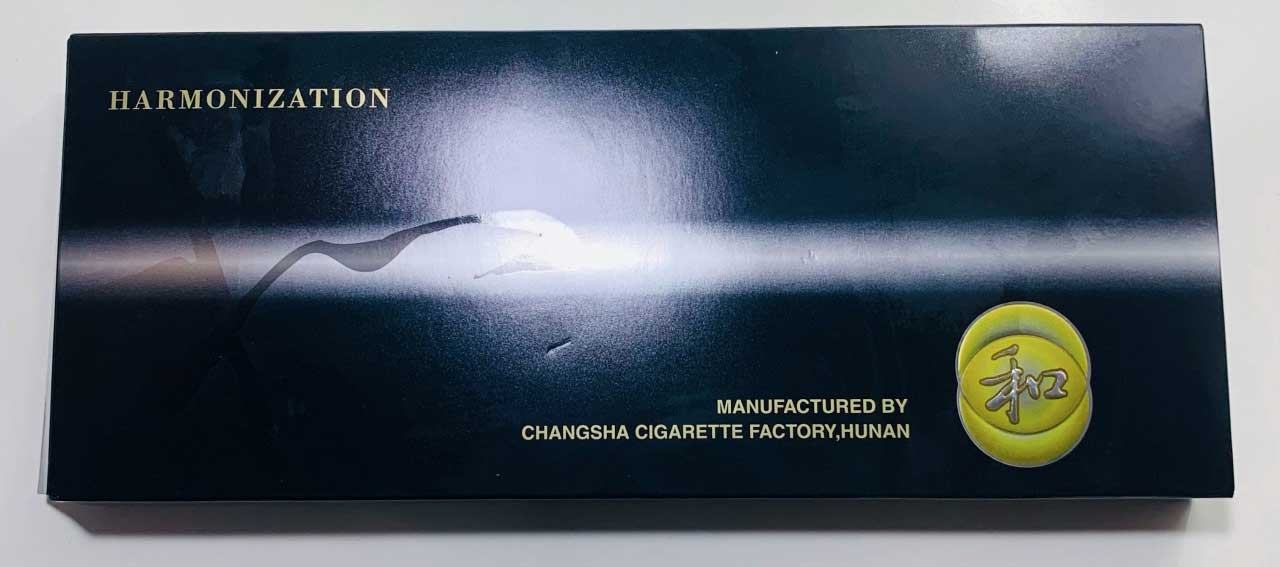 HARMONIZATION
MANUFACTURED BY
CHANGSHA CIGARETTE FACTORY,HUNAN
和